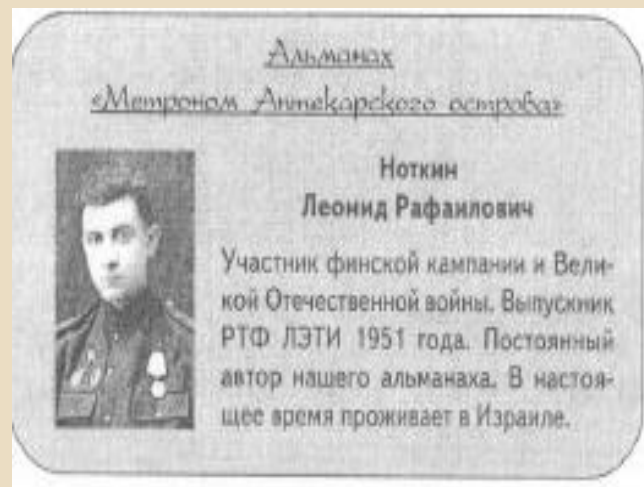 Альманах
«Метроном Аптекарского острова»
Ноткин
Леонид Рафаилович
Участник финской кампании и Вели-
кой Отечественной войны. Выпускник
РТФ ЛЭТИ 1951 года. Постоянный
автор нашего альманаха. В настоя-
щее время проживает в Израиле.